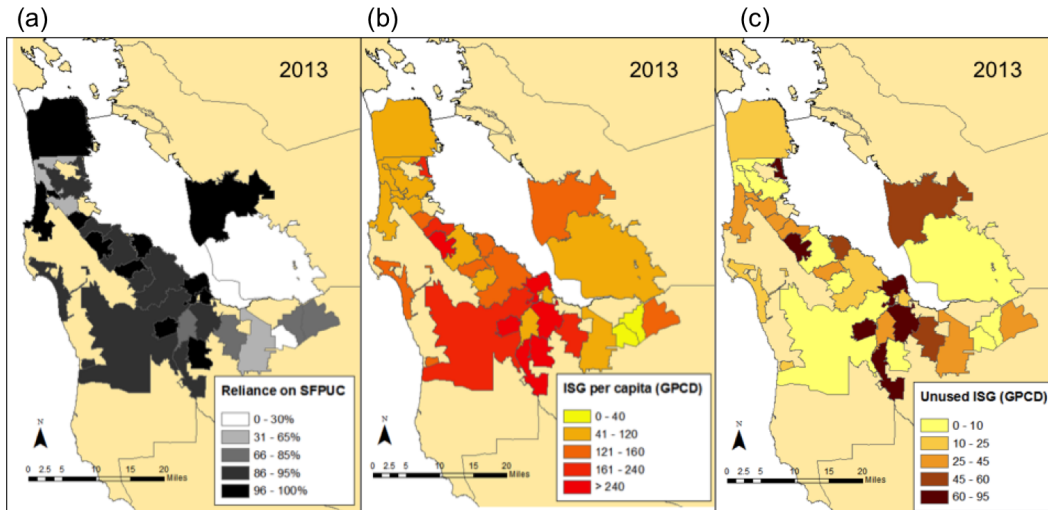 (a)
(b)
(c)
2013
2013
2013
Reliance on SFPUC
0 - 30%
31 - 65%
66 - 85%
86 - 95%
96 - 100%
N
0 2.5 5 10 15 20
Miles
ISG per capita (GPCD)
0 - 40
41 - 120
121 - 160
161 - 240
> 240
N
0 2.5 5 10 15 20
Miles
Unused ISG (GPCD)
0 - 10
10 - 25
25 - 45
45 - 60
60 - 95
N
0 2.5 5 10 15 20
Miles